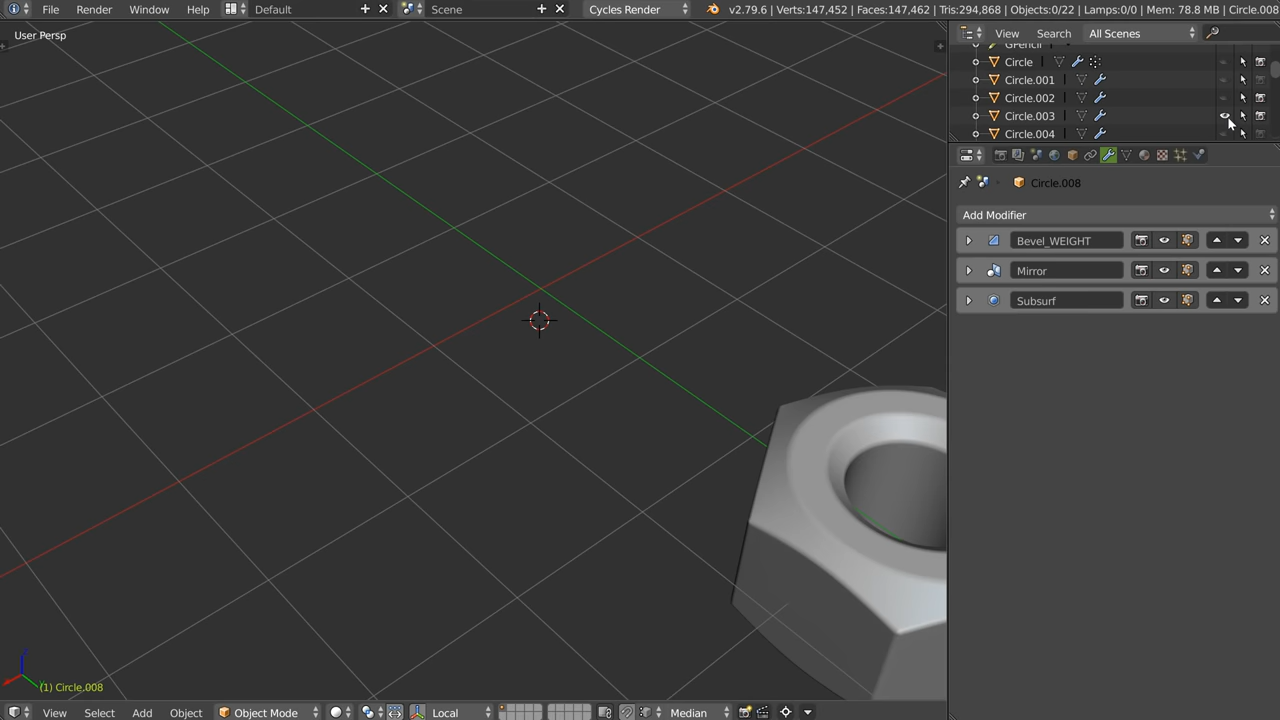 File Render Window Help Default Scene Cycles Render v2.79.6 | Verts:147,452 | Faces:147,462 | Tris:294,868 | Objects:0/22 | Lamps:0/0 | Mem: 78.8 MB | Circle.008
User Persp
View Search All Scenes
GPencil
Circle
Circle.001
Circle.002
Circle.003
Circle.004
Circle.008
Add Modifier
Bevel_WEIGHT
Mirror
Subsurf
(1) Circle.008
View Select Add Object Object Mode Local Median